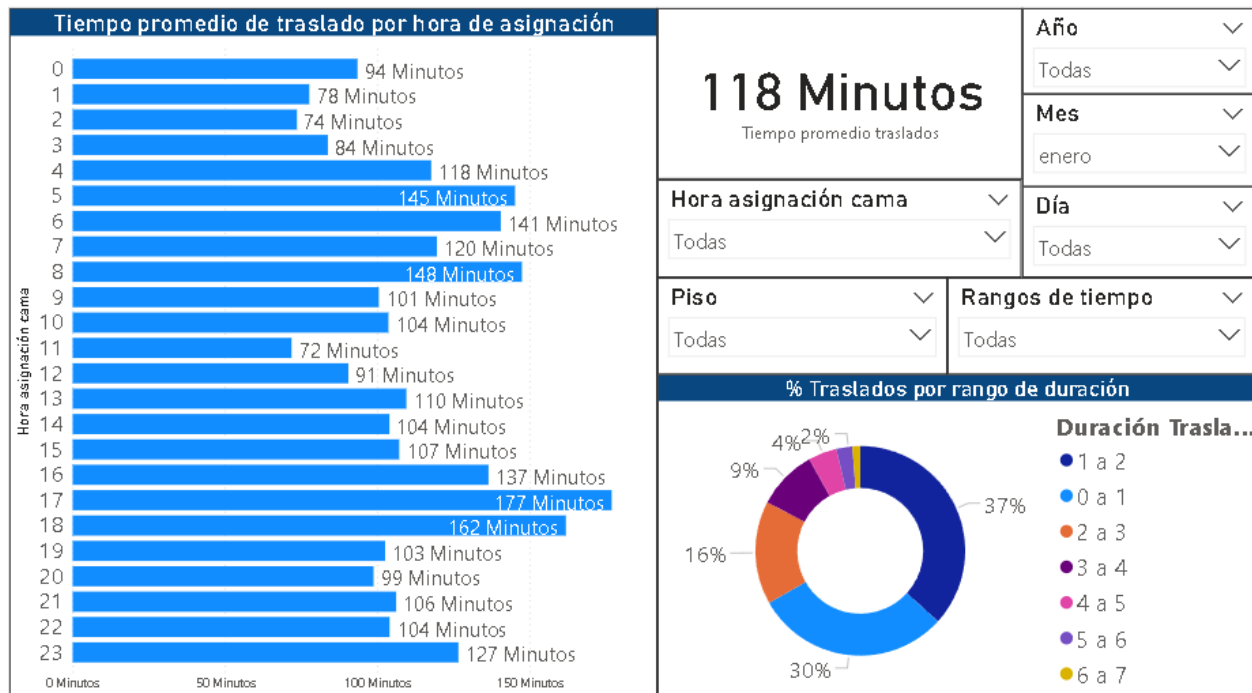 Tiempo promedio de traslado por hora de asignación
Hora asignación cama
0 94 Minutos
1 78 Minutos
2 74 Minutos
3 84 Minutos
4 118 Minutos
5 145 Minutos
6 141 Minutos
7 120 Minutos
8 148 Minutos
9 101 Minutos
10 104 Minutos
11 72 Minutos
12 91 Minutos
13 110 Minutos
14 104 Minutos
15 107 Minutos
16 137 Minutos
17 177 Minutos
18 162 Minutos
19 103 Minutos
20 99 Minutos
21 106 Minutos
22 104 Minutos
23 127 Minutos
0 Minutos 50 Minutos 100 Minutos 150 Minutos
118 Minutos
Tiempo promedio traslados
Año
Todas
Mes
enero
Hora asignación cama
Todas
Día
Todas
Piso
Todas
Rangos de tiempo
Todas
% Traslados por rango de duración
37%
30%
16%
9%
4%
2%
Duración Trasla...
1 a 2
0 a 1
2 a 3
3 a 4
4 a 5
5 a 6
6 a 7